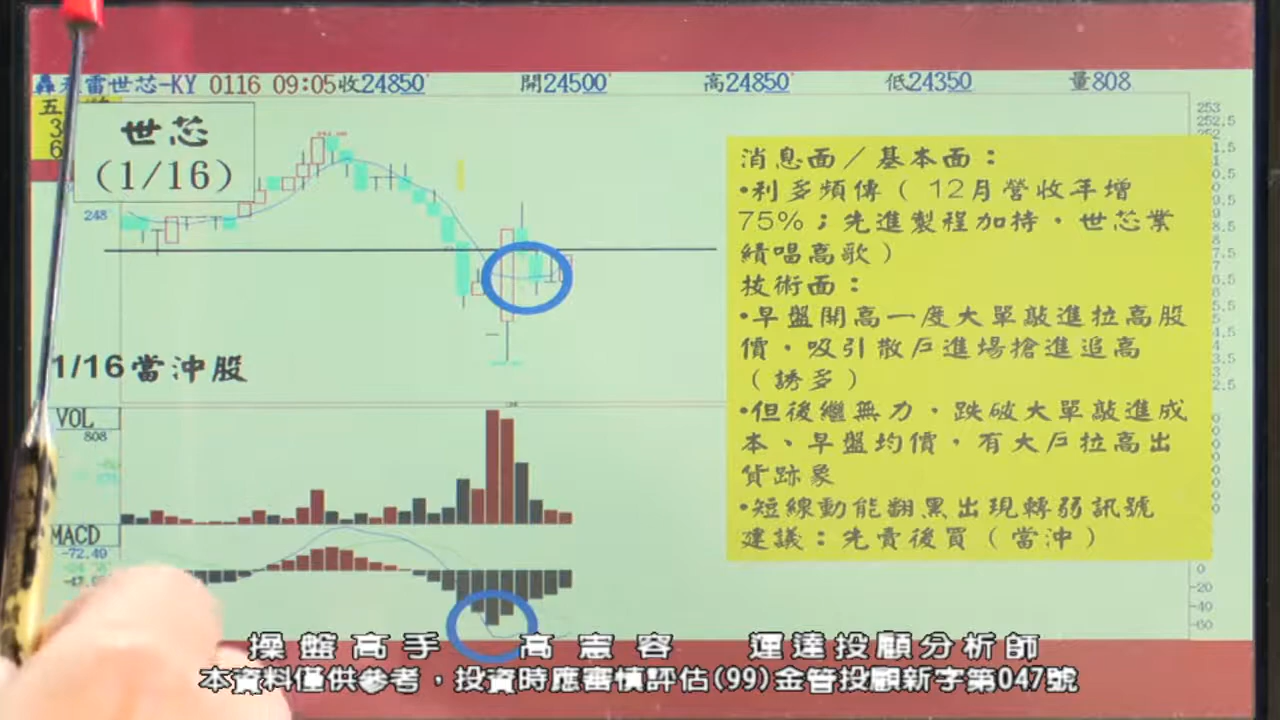 雷世芯-KY 0116 09:05收24850 開24500 高24850 低24350 量808
五
世芯
(1/16)
248
1/16當沖股
VOL
808
MACD
-72.49
消息面／基本面：
•利多頻傳（12月營收年增
75%；先進製程加持，世芯業
績唱高歌）
技術面：
•早盤開高一度大單敲進拉高股
價，吸引散戶進場搶進追高
（誘多）
•但後繼無力，跌破大單敲進成
本、早盤均價，有大戶拉高出
貨跡象
•短線動能翻黑出現轉弱訊號
建議：先賣後買（當沖）
253
252.5
252
0
-20
-40
-60
操盤高手 高憲容 運達投顧分析師
本資料僅供參考，投資時應審慎評估(99)金管投顧新字第047號